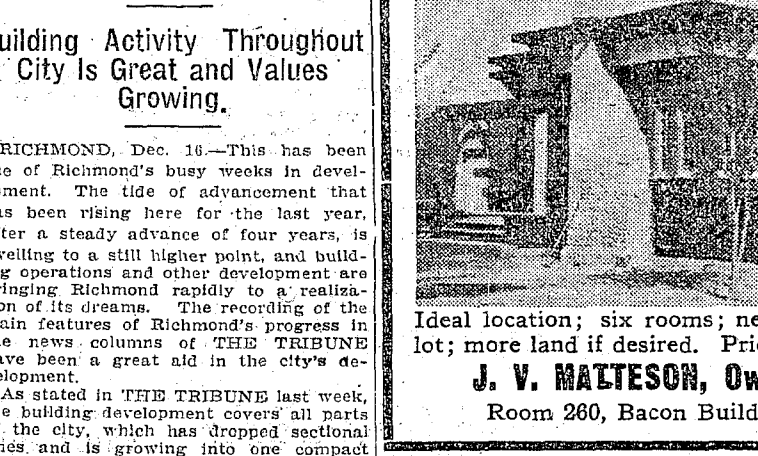 uilding Activity Throughout
City Is Great and Values
Growing.
RICHMOND, Dec. 16.—This has been
e of Richmond's busy weeks in devel-
ment. The tide of advancement that
as been rising here for the last year,
ter a steady advance of four years, is
velling to a still higher point, and build-
g operations and other development are
inging Richmond rapidly to a realiza-
on of its dreams. The recording of the
ain features of Richmond's progress in
e news columns of THE TRIBUNE
ave been a great aid in the city's de-
elopment.
As stated in THE TRIBUNE last week,
e building development covers all parts
the city, which has dropped sectional
ies and is growing into one compact
Ideal location; six rooms; ne
lot; more land if desired. Pri
J. V. MATTESON, Ow
Room 260, Bacon Build